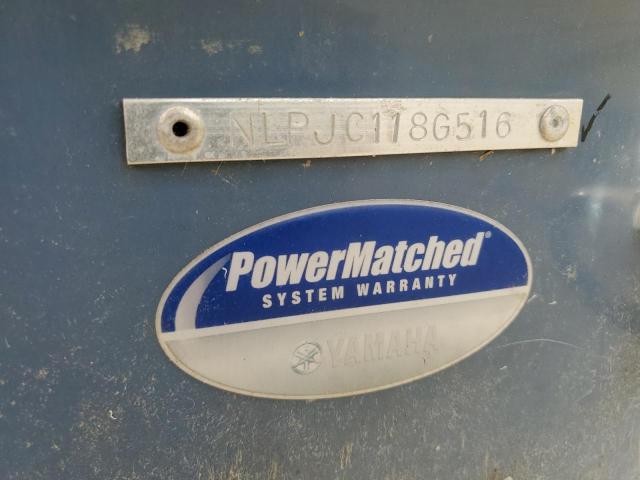 NLPJC118G516
PowerMatched®
SYSTEM WARRANTY
YAMAHA